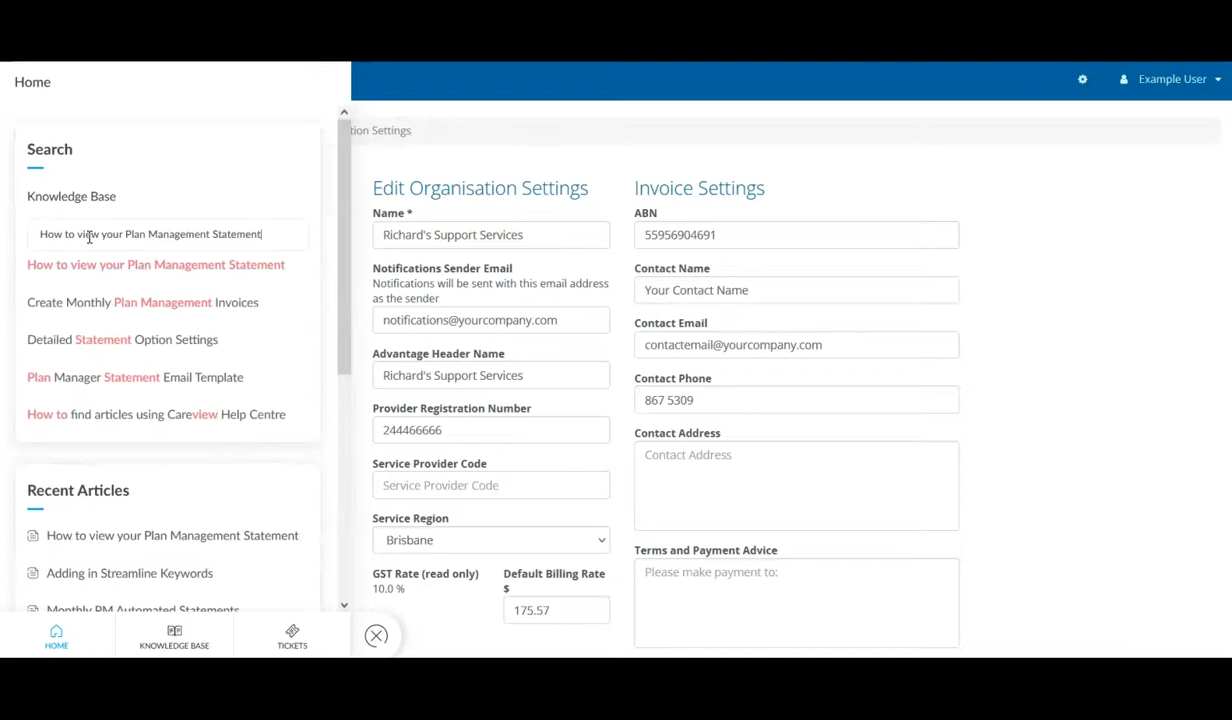 Home
Example User
Search
Knowledge Base
How to view your Plan Management Statement
How to view your Plan Management Statement
Create Monthly Plan Management Invoices
Detailed Statement Option Settings
Plan Manager Statement Email Template
How to find articles using Careview Help Centre
Recent Articles
How to view your Plan Management Statement
Adding in Streamline Keywords
Monthly PM Automated Statements
HOME
KNOWLEDGE BASE
TICKETS
tion Settings
Edit Organisation Settings
Name *
Richard's Support Services
Notifications Sender Email
Notifications will be sent with this email address
as the sender
notifications@yourcompany.com
Advantage Header Name
Richard's Support Services
Provider Registration Number
244466666
Service Provider Code
Service Provider Code
Service Region
Brisbane
GST Rate (read only)
10.0 %
Default Billing Rate
$
175.57
Invoice Settings
ABN
55956904691
Contact Name
Your Contact Name
Contact Email
contactemail@yourcompany.com
Contact Phone
867 5309
Contact Address
Contact Address
Terms and Payment Advice
Please make payment to: